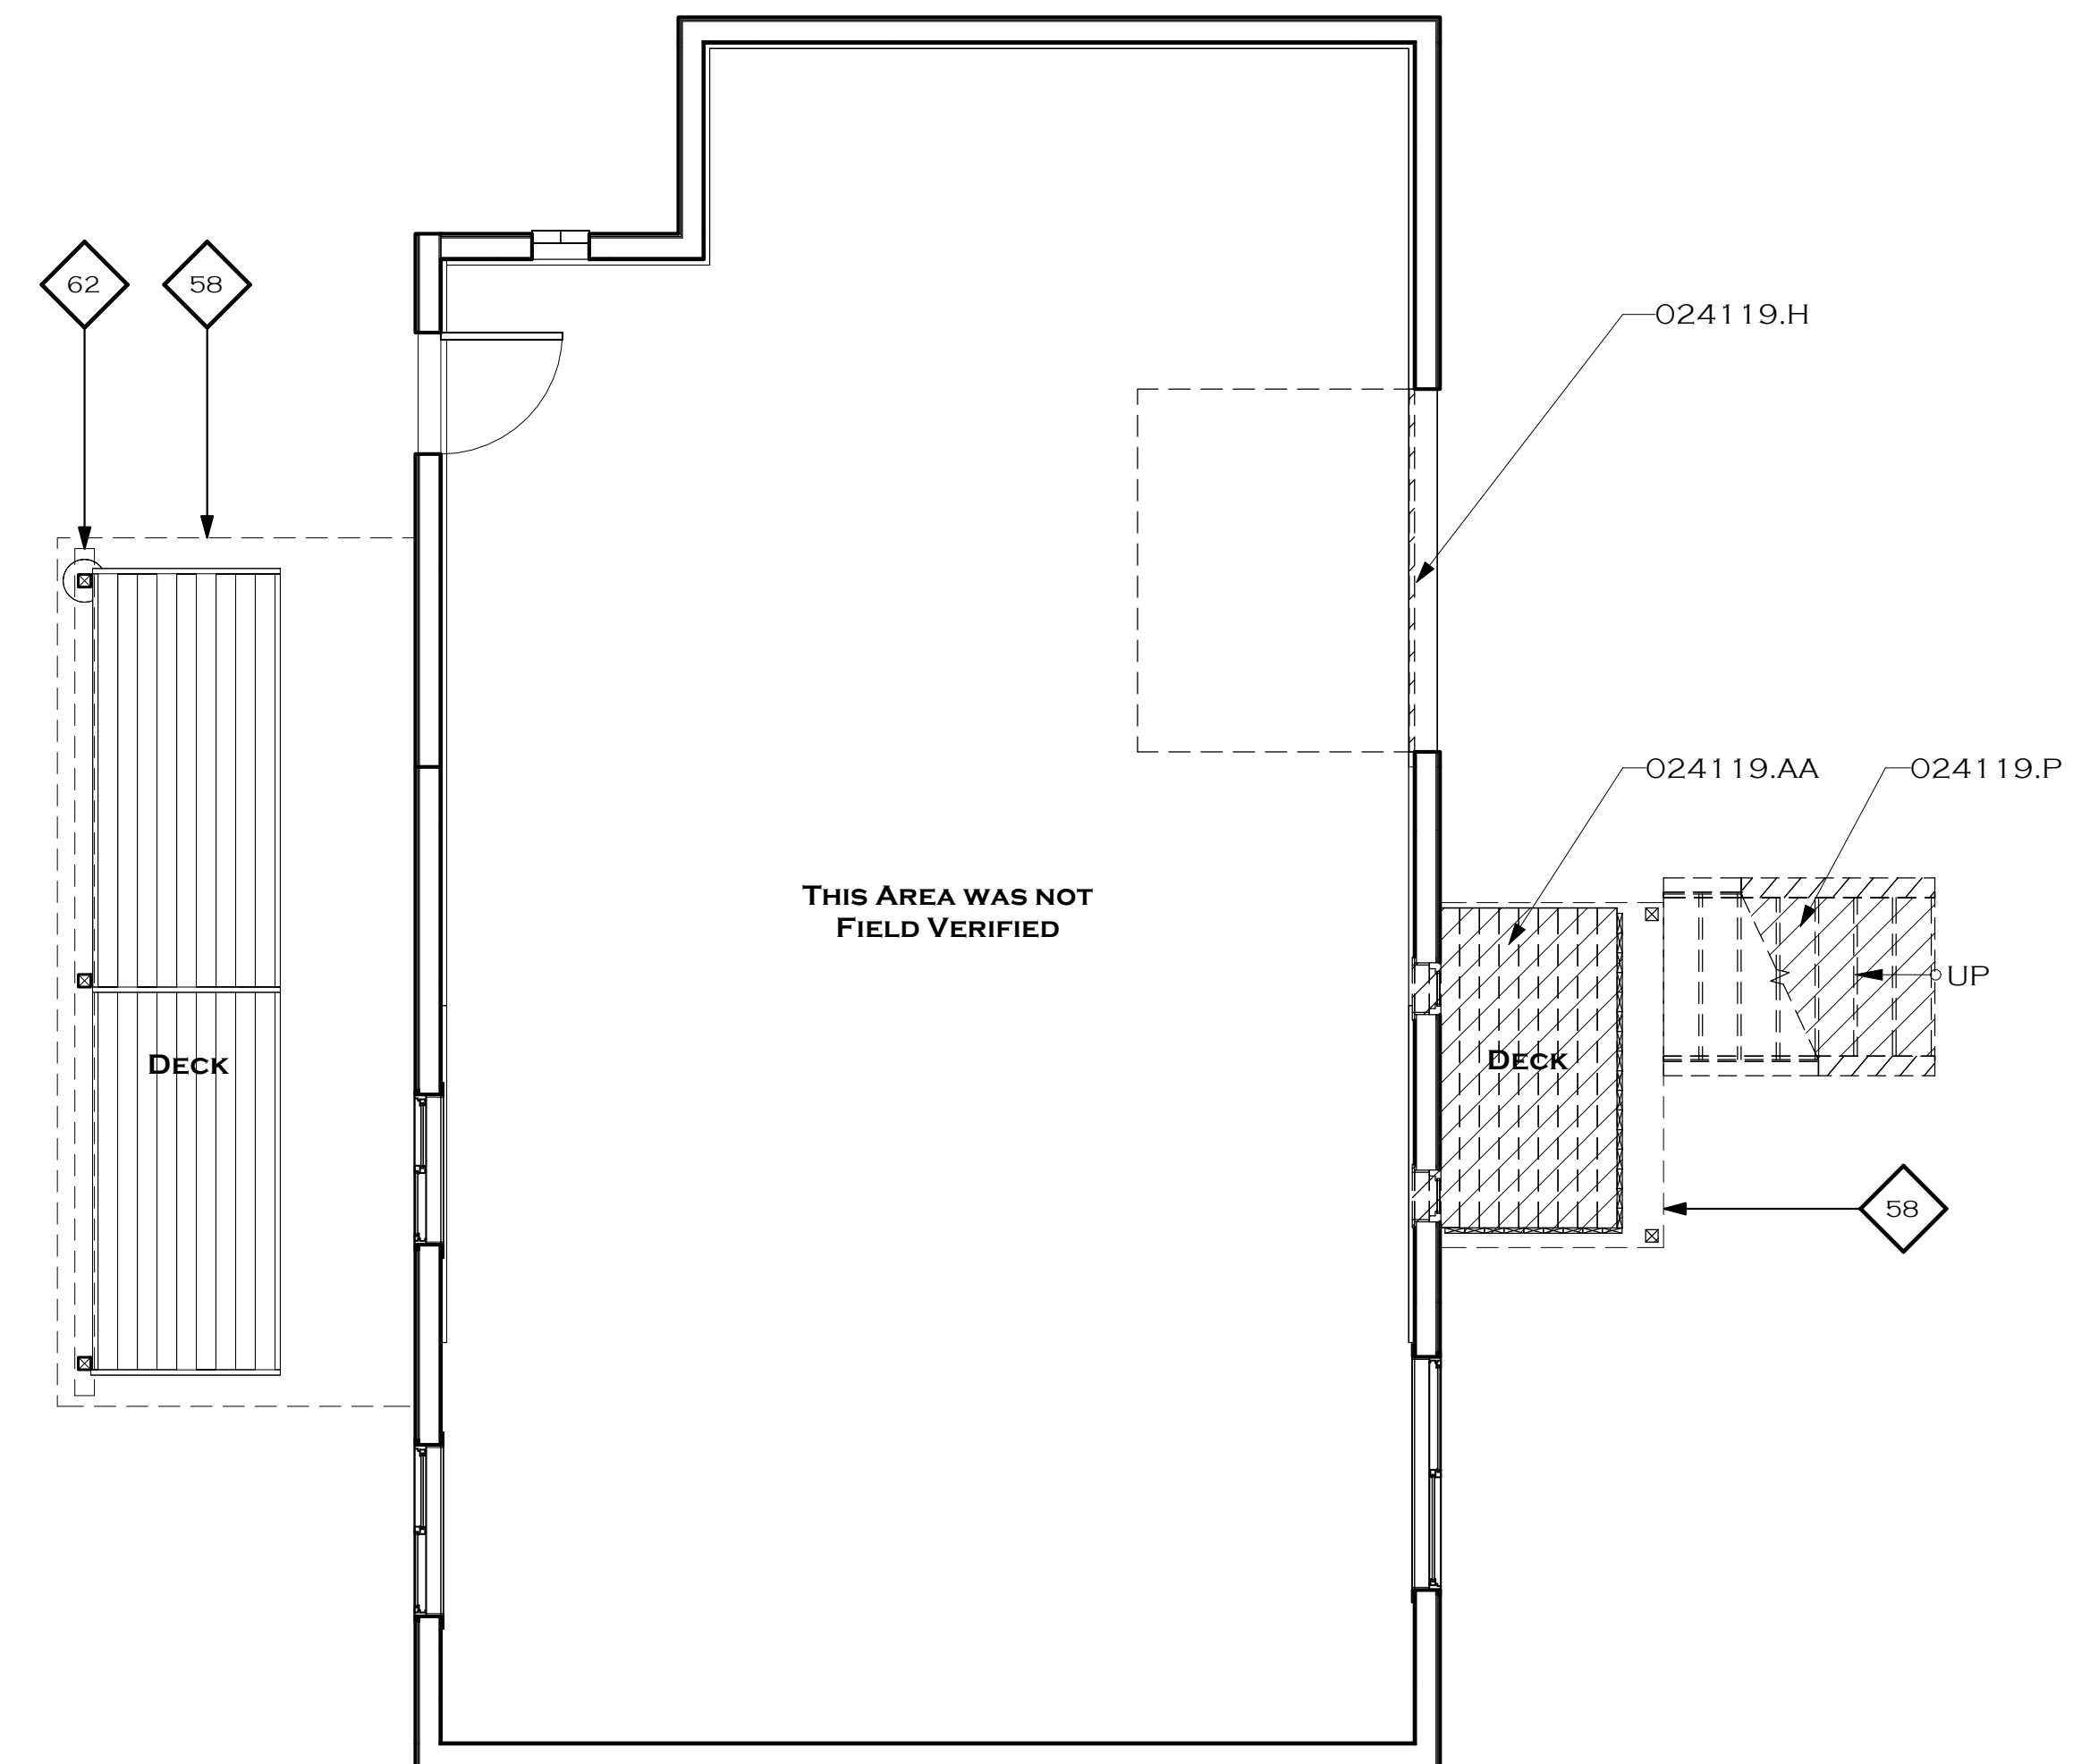 62
58
024119.H
024119.AA
024119.P
THIS AREA WAS NOT
FIELD VERIFIED
UP
DECK
DECK
58